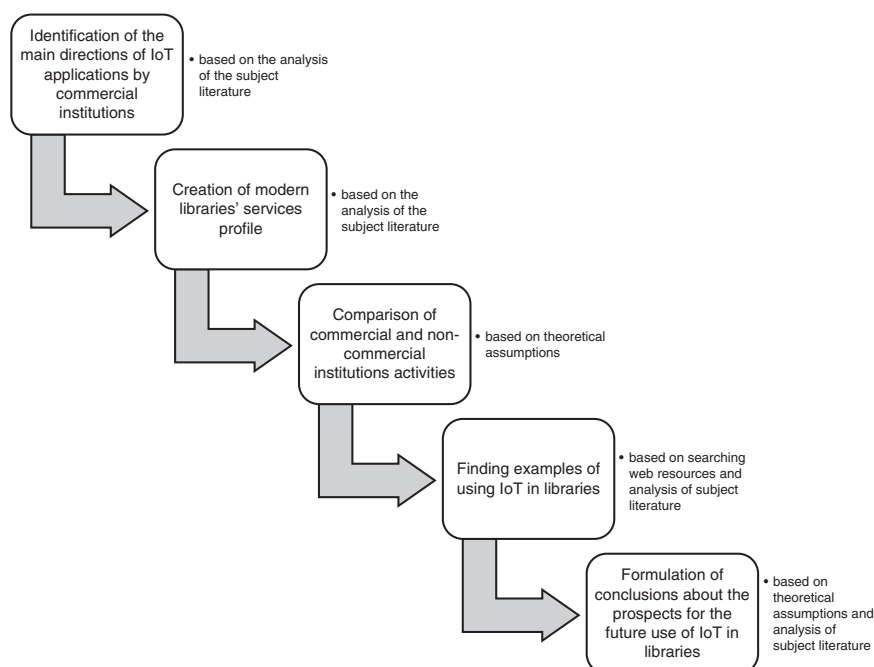 Identification of the
main directions of IoT
applications by
commercial
institutions
• based on the analysis
of the subject
literature
Creation of modern
libraries' services
profile
• based on the
analysis of the
subject literature
Comparison of
commercial and non-
commercial
institutions activities
• based on theoretical
assumptions
Finding examples of
using IoT in libraries
• based on searching
web resources and
analysis of subject
literature
Formulation of
conclusions about the
prospects for the
future use of IoT in
libraries
• based on
theoretical
assumptions and
analysis of
subject literature